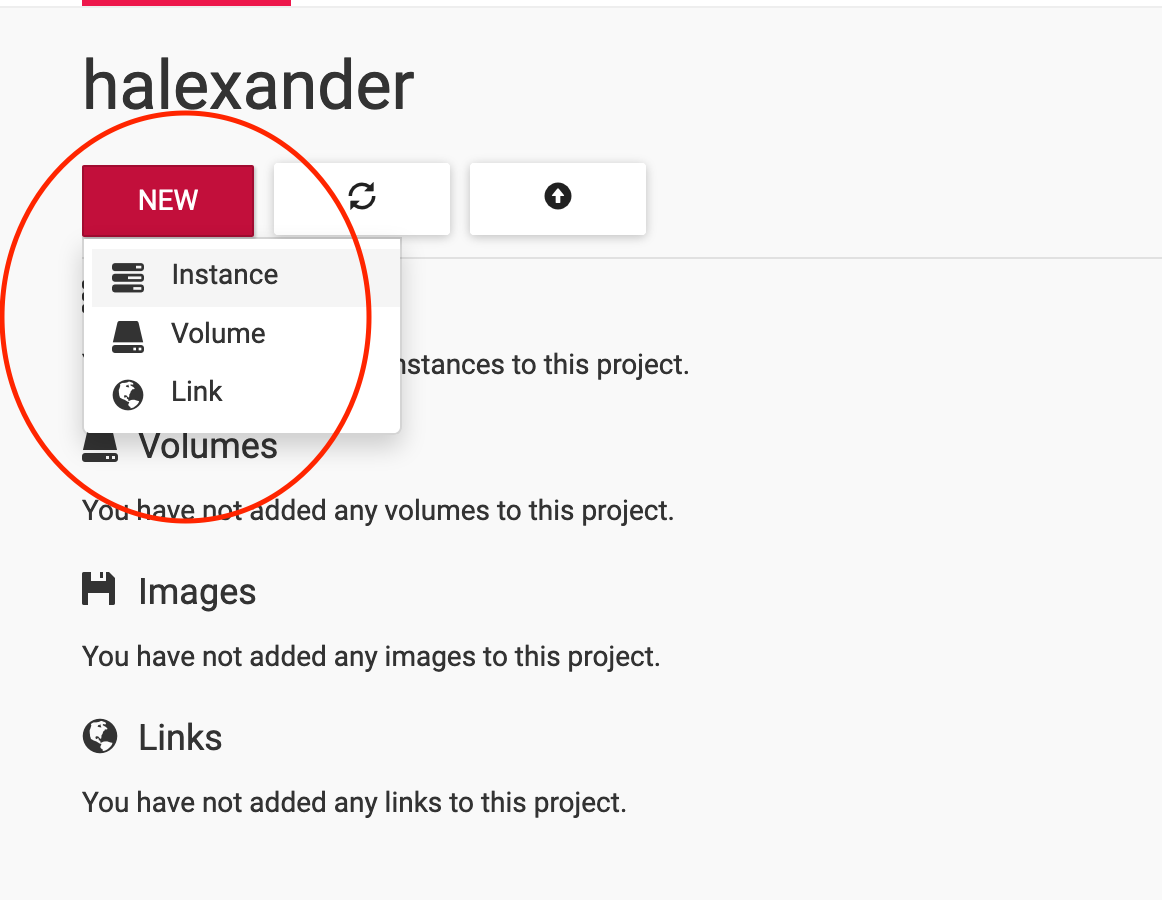 halexander
NEW
Instance
Volume
Link
nstances to this project.
Volumes
You have not added any volumes to this project.
Images
You have not added any images to this project.
Links
You have not added any links to this project.